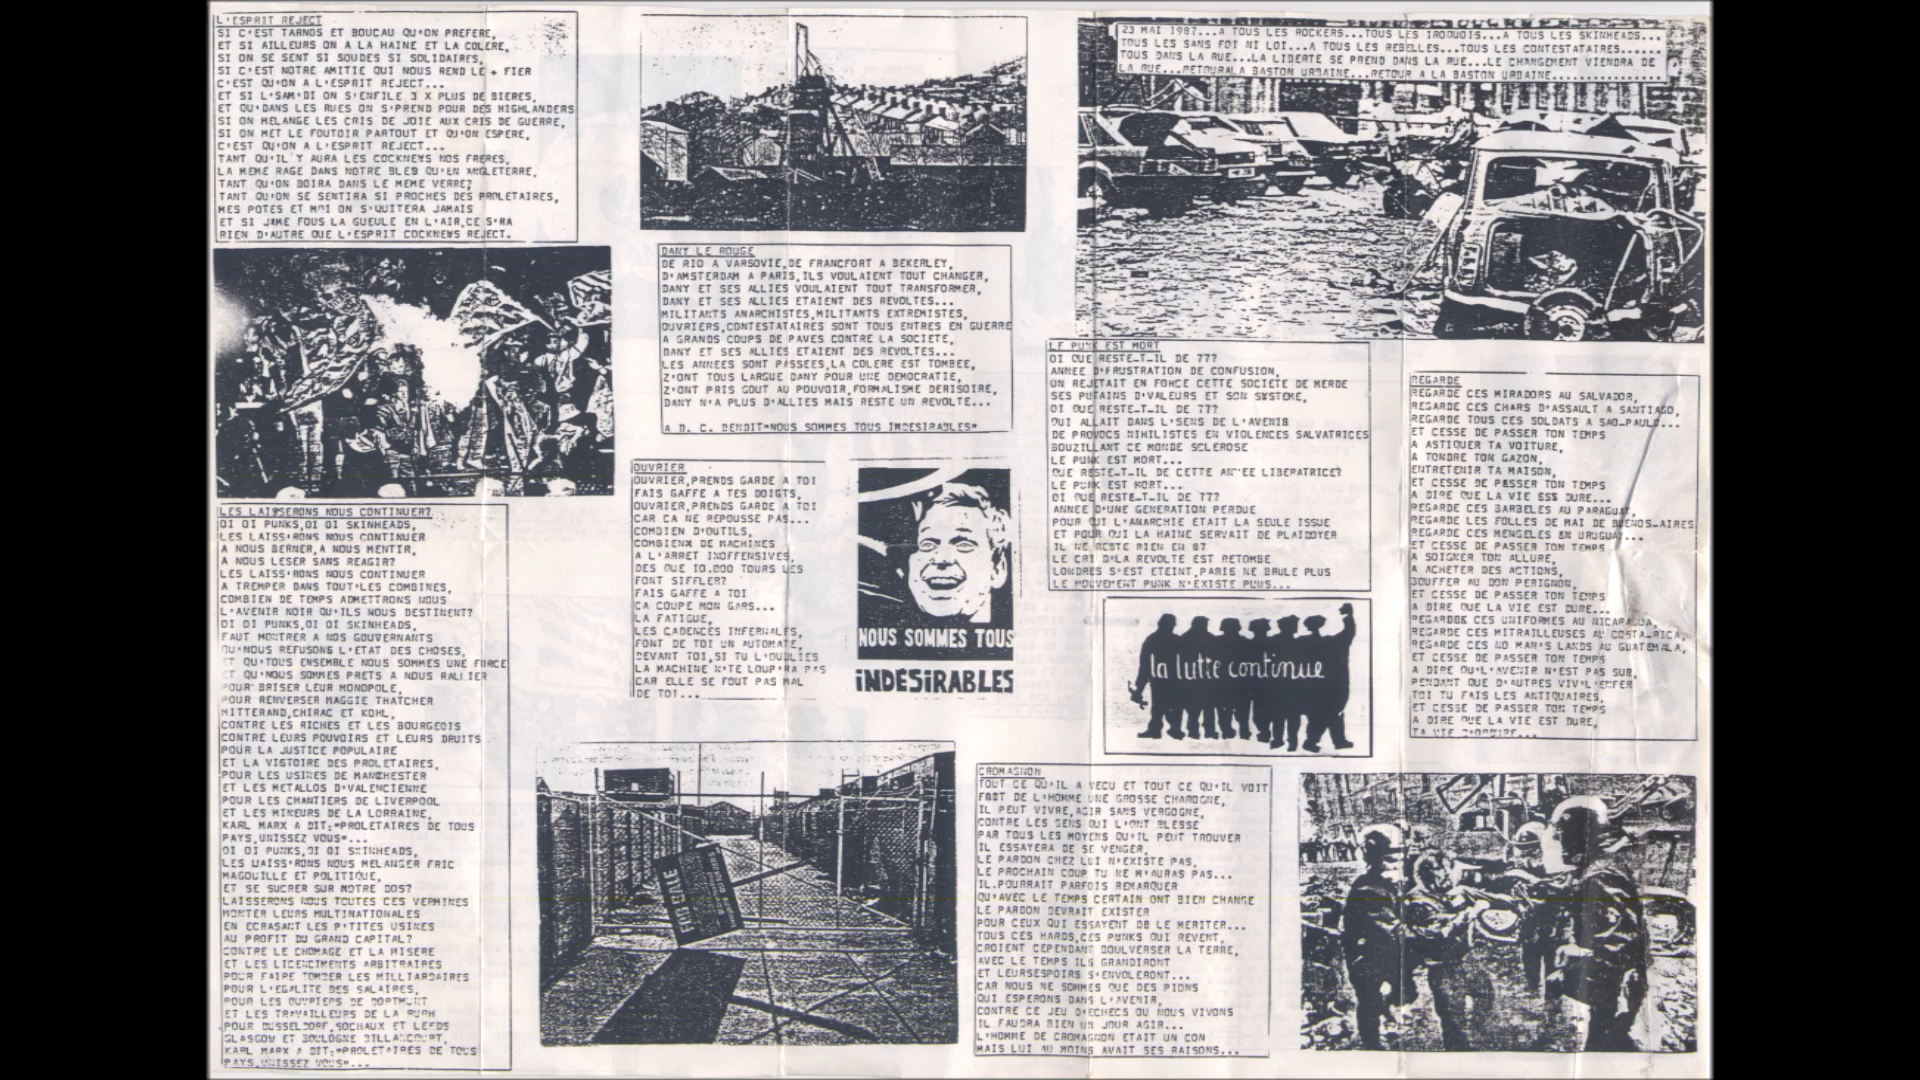 L'ESPRIT REJECT
SI C'EST TARNOS ET BOUCAU QU'ON PREFERE,
ET SI AILLEURS ON A LA HAINE ET LA COLERE,
SI ON SE SENT SI SOUDES SI SOLIDAIRES,
SI C'EST NOTRE AMITIE QUI NOUS REND LE + FIER
C'EST QU'ON A L'ESPRIT REJECT...
ET SI L'SAM'DI ON S'ENFILE 3 X PLUS DE BIERES,
ET QU'DANS LES RUES ON S'PREND POUR DES HIGHLANDERS
SI ON MELANGE LES CRIS DE JOIE AUX CRIS DE GUERRE,
SI ON MET LE FOUTOIR PARTOUT ET QU'ON ESPERE,
C'EST QU'ON A L'ESPRIT REJECT...
TANT QU'IL Y AURA LES COCKNEYS NOS FRERES,
LA MEME RAGE DANS NOTRE BLES QU'EN ANGLETERRE,
TANT QU'ON BOIRA DANS LE MEME VERRE?
TANT QU'ON SE SENTIRA SI PROCHES DES PROLETAIRES,
MES POTES ET MOI ON S'QUITERA JAMAIS
ET SI JAME FOUS LA GUEULE EN L'AIR,CE S'RA
RIEN D'AUTRE QUE L'ESPRIT COCKNEYS REJECT.
LES LAISSERONS NOUS CONTINUER?
OI OI PUNKS,OI OI SKINHEADS,
LES LAISS'RONS NOUS CONTINUER
A NOUS BERNER,A NOUS MENTIR,
A NOUS LESER SANS REAGIR?
LES LAISS'RONS NOUS CONTINUER
A TREMPER DANS TOUT'LES COMBINES,
COMBIEN DE TEMPS ADMETTRONS NOUS
L'AVENIR NOIR QU'ILS NOUS DESTINENT?
OI OI PUNKS,OI OI SKINHEADS,
FAUT MONTRER A NOS GOUVERNANTS
QU'NOUS REFUSONS L'ETAT DES CHOSES,
ET QU'TOUS ENSEMBLE NOUS SOMMES UNE FORCE
ET QU'NOUS SOMMES PRETS A NOUS RALLIER
POUR BRISER LEUR MONOPOLE,
POUR RENVERSER MAGGIE THATCHER
MITTERAND,CHIRAC ET KOHL,
CONTRE LES RICHES ET LES BOURGEOIS
CONTRE LEURS POUVOIRS ET LEURS DROITS
POUR LA JUSTICE POPULAIRE
ET LA VISTOIRE DES PROLETAIRES,
POUR LES USINES DE MANCHESTER
ET LES METALLOS D'VALENCIENNE
POUR LES CHANTIERS DE LIVERPOOL
ET LES MINEURS DE LA LORRAINE,
KARL MARX A DIT:"PROLETAIRES DE TOUS
PAYS,UNISSEZ VOUS"...
OI OI PUNKS,OI OI SKINHEADS,
LES LAISS'RONS NOUS MELANGER FRIC
MAGOUILLE ET POLITIQUE,
ET SE SUCRER SUR NOTRE DOS?
LAISSERONS NOUS TOUTES CES VERMINES
MONTER LEURS MULTINATIONALES
EN ECRASANT LES P'TITES USINES
AU PROFIT DU GRAND CAPITAL?
CONTRE LE CHOMAGE ET LA MISERE
ET LES LICENCIMENTS ARBITRAIRES
POUR FAIRE TOMBER LES MILLIARDAIRES
POUR L'EGALITE DES SALAIRES,
POUR LES OUVRIERS DE DORTMUNT
ET LES TRAVAILLEURS DE LA RUHR
POUR DUSSELDORF,SOCHAUX ET LEEDS
GLASGOW ET BOULOGNE BILLANCOURT,
KARL MARX A DIT:"PROLETAIRES DE TOUS
PAYS,UNISSEZ VOUS"...
DANY LE ROUGE
DE RIO A VARSOVIE,DE FRANCFORT A BEKERLEY,
D'AMSTERDAM A PARIS,ILS VOULAIENT TOUT CHANGER,
DANY ET SES ALLIES VOULAIENT TOUT TRANSFORMER,
DANY ET SES ALLIES ETAIENT DES REVOLTES...
MILITANTS ANARCHISTES,MILITANTS EXTREMISTES,
OUVRIERS,CONTESTATAIRES SONT TOUS ENTRES EN GUERRE
A GRANDS COUPS DE PAVES CONTRE LA SOCIETE,
DANY ET SES ALLIES ETAIENT DES REVOLTES...
LES ANNEES SONT PASSEES,LA COLERE EST TOMBEE,
Z'ONT TOUS LARGUE DANY POUR UNE DEMOCRATIE,
Z'ONT PRIS GOUT AU POUVOIR,FORMALISME DERISOIRE,
DANY N'A PLUS D'ALLIES MAIS RESTE UN REVOLTE...
A D. C. BENDIT"NOUS SOMMES TOUS INDESIRABLES"
OUVRIER
OUVRIER,PRENDS GARDE A TOI
FAIS GAFFE A TES DOIGTS,
OUVRIER,PRENDS GARDE A TOI
CAR CA NE REPOUSSE PAS...
COMBIEN D'OUTILS,
COMBIENX DE MACHINES
A L'ARRET INOFFENSIVES,
DES QUE 10.000 TOURS LES
FONT SIFFLER?
FAIS GAFFE A TOI
CA COUPE MON GARS...
LA FATIGUE,
LES CADENCES INFERNALES,
FONT DE TOI UN AUTOMATE,
DEVANT TOI,SI TU L'OUBLIES
LA MACHINE N'TE LOUP'RA PAS
CAR ELLE SE FOUT PAS MAL
DE TOI...
NOUS SOMMES TOUS
INDÉSIRABLES
23 MAI 1987...A TOUS LES ROCKERS...TOUS LES IROQUOIS...A TOUS LES SKINHEADS...
TOUS LES SANS FOI NI LOI...A TOUS LES REBELLES...TOUS LES CONTESTATAIRES......
TOUS DANS LA RUE...LA LIBERTE SE PREND DANS LA RUE...LE CHANGEMENT VIENDRA DE
LA RUE...RETOURALA BASTON URBAINE...RETOUR A LA BASTON URBAINE.............
LE PUNK EST MORT
OI QUE RESTE-T-IL DE 77?
ANNEE D'FRUSTRATION DE CONFUSION,
ON REJETAIT EN FORCE CETTE SOCIETE DE MERDE
SES PUTAINS D'VALEURS ET SON SYSTEME,
OI QUE RESTE-T-IL DE 77?
QUI ALLAIT DANS L'SENS DE L'AVENIR
DE PROVOCS NIHILISTES EN VIOLENCES SALVATRICES
BOUZILLANT CE MONDE SCLEROSE
LE PUNK EST MORT...
QUE RESTE-T-IL DE CETTE ANNEE LIBERATRICE?
LE PUNK EST MORT...
OI QUE RESTE-T-IL DE 77?
ANNEE D'UNE GENERATION PERDUE
POUR QUI L'ANARCHIE ETAIT LA SEULE ISSUE
ET POUR QUI LA HAINE SERVAIT DE PLAIDOYER
IL NE RESTE RIEN EN 87
LE CRI D'LA REVOLTE EST RETOMBE
LONDRES S'EST ETEINT,PARIS NE BRULE PLUS
LE MOUVEMENT PUNK N'EXISTE PLUS...
la lutte continue
REGARDE
REGARDE CES MIRADORS AU SALVADOR,
REGARDE CES CHARS D'ASSAULT A SANTIAGO,
REGARDE TOUS CES SOLDATS A SAO-PAULO...
ET CESSE DE PASSER TON TEMPS
A ASTIQUER TA VOITURE,
A TONDRE TON GAZON,
ENTRETENIR TA MAISON,
ET CESSE DE PASSER TON TEMPS
A DIRE QUE LA VIE ESS DURE...
REGARDE CES BARBELES AU PARAGUAY,
REGARDE LES FOLLES DE MAI DE BUENOS-AIRES
REGARDE CES MENGELES EN URUGUAY...
ET CESSE DE PASSER TON TEMPS
A SOIGNER TON ALLURE,
A ACHETER DES ACTIONS,
BOUFFER AU DON PERIGNON,
ET CESSE DE PASSER TON TEMPS
A DIRE QUE LA VIE EST DURE...
REGARDE CES UNIFORMES AU NICARAGUA,
REGARDE CES MITRAILLEUSES AU COSTA-RICA,
REGARDE CES NO MAN'S LANDS AU GUATEMALA,
ET CESSE DE PASSER TON TEMPS
A DIRE QU'L'AVENIR N'EST PAS SUR,
PENDANT QUE D'AUTRES VIV'L'ENFER
TOI TU FAIS LES ANTIQUAIRES,
ET CESSE DE PASSER TON TEMPS
A DIRE QUE LA VIE EST DURE,
TA VIE
CROMAGNON
TOUT CE QU'IL A VECU ET TOUT CE QU'IL VOIT
FONT DE L'HOMME UNE GROSSE CHAROGNE,
IL PEUT VIVRE,AGIR SANS VERGOGNE,
CONTRE LES GENS QUI L'ONT BLESSE
PAR TOUS LES MOYENS QU'IL PEUT TROUVER
IL ESSAYERA DE SE VENGER,
LE PARDON CHEZ LUI N'EXISTE PAS,
LE PROCHAIN COUP TU NE M'AURAS PAS...
IL.POURRAIT PARFOIS REMARQUER
QU'AVEC LE TEMPS CERTAIN ONT BIEN CHANGE
LE PARDON DEVRAIT EXISTER
POUR CEUX QUI ESSAYENT DE LE MERITER...
TOUS CES HARDS,CES PUNKS QUI REVENT,
CROIENT CEPENDANT BOULVERSER LA TERRE,
AVEC LE TEMPS ILS GRANDIRONT
ET LEURSESPOIRS S'ENVOLERONT...
CAR NOUS NE SOMMES QUE DES PIONS
QUI ESPERONS DANS L'AVENIR,
CONTRE CE JEU D'ECHECS OU NOUS VIVONS
IL FAUDRA BIEN UN JOUR AGIR...
L'HOMME DE CROMAGNON ETAIT UN CON
MAIS LUI AU MOINS AVAIT SES RAISONS...
FOR SALE